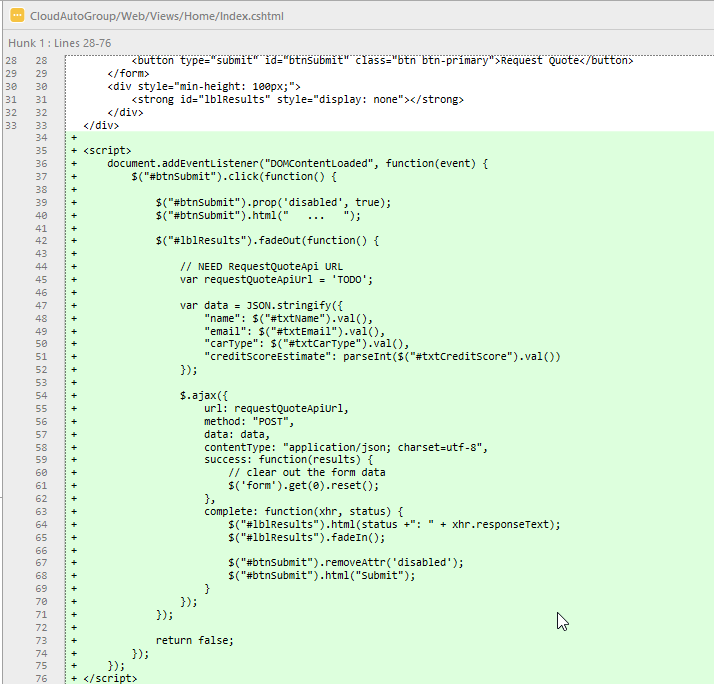 CloudAutoGroup/Web/Views/Home/Index.cshtml
Hunk 1 : Lines 28-76
28 28 <button type="submit" id="btnSubmit" class="btn btn-primary">Request Quote</button>
29 29 </form>
30 30 <div style="min-height: 100px;">
31 31 <strong id="lblResults" style="display: none"></strong>
32 32 </div>
33 33 </div>
34 +
35 + <script>
36 + document.addEventListener("DOMContentLoaded", function(event) {
37 + $("#btnSubmit").click(function() {
38 +
39 + $("#btnSubmit").prop('disabled', true);
40 + $("#btnSubmit").html("   ...   ");
41 +
42 + $("#lblResults").fadeOut(function() {
43 +
44 + // NEED RequestQuoteApi URL
45 + var requestQuoteApiUrl = 'TODO';
46 +
47 + var data = JSON.stringify({
48 + "name": $("#txtName").val(),
49 + "email": $("#txtEmail").val(),
50 + "carType": $("#txtCarType").val(),
51 + "creditScoreEstimate": parseInt($("#txtCreditScore").val())
52 + });
53 +
54 + $.ajax({
55 + url: requestQuoteApiUrl,
56 + method: "POST",
57 + data: data,
58 + contentType: "application/json; charset=utf-8",
59 + success: function(results) {
60 + // clear out the form data
61 + $('form').get(0).reset();
62 + },
63 + complete: function(xhr, status) {
64 + $("#lblResults").html(status +": " + xhr.responseText);
65 + $("#lblResults").fadeIn();
66 +
67 + $("#btnSubmit").removeAttr('disabled');
68 + $("#btnSubmit").html("Submit");
69 + }
70 + });
71 + });
72 +
73 + return false;
74 + });
75 + });
76 + </script>